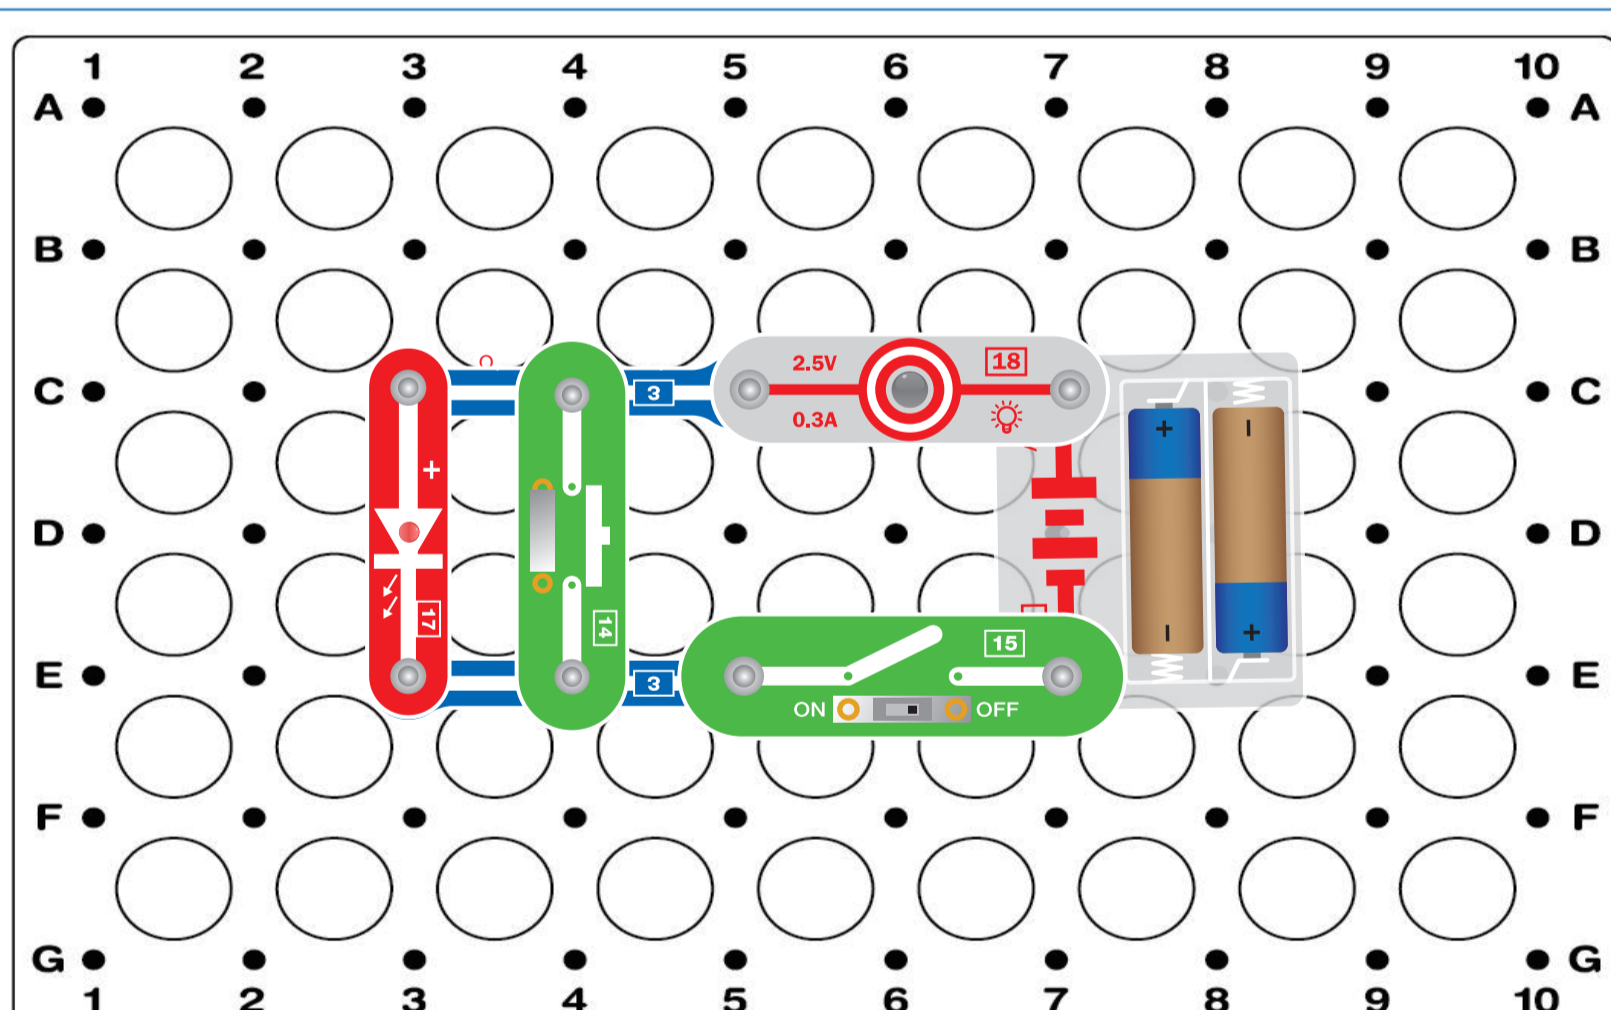 1 2 3 4 5 6 7 8 9 10
A A
B B
2.5V 18
C 3 C
0.3A
+ + −
D D
17 14 15
− +
E 3 E
ON OFF
F F
G G
1 2 3 4 5 6 7 8 9 10